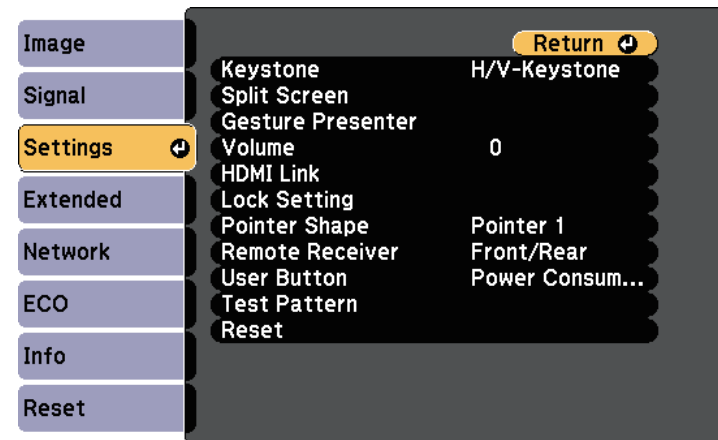 Image
Signal
Settings
Extended
Network
ECO
Info
Reset
Return
Keystone H/V-Keystone
Split Screen
Gesture Presenter
Volume 0
HDMI Link
Lock Setting
Pointer Shape Pointer 1
Remote Receiver Front/Rear
User Button Power Consum...
Test Pattern
Reset